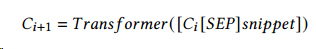 C_{i+1} = Transformer([C_i[SEP]snippet])